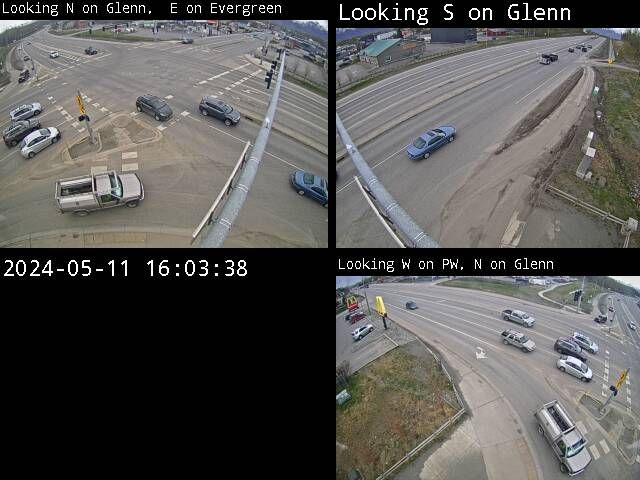 Looking N on Glenn, E on Evergreen
Looking S on Glenn
2024-05-11 16:03:38
Looking W on PW, N on Glenn